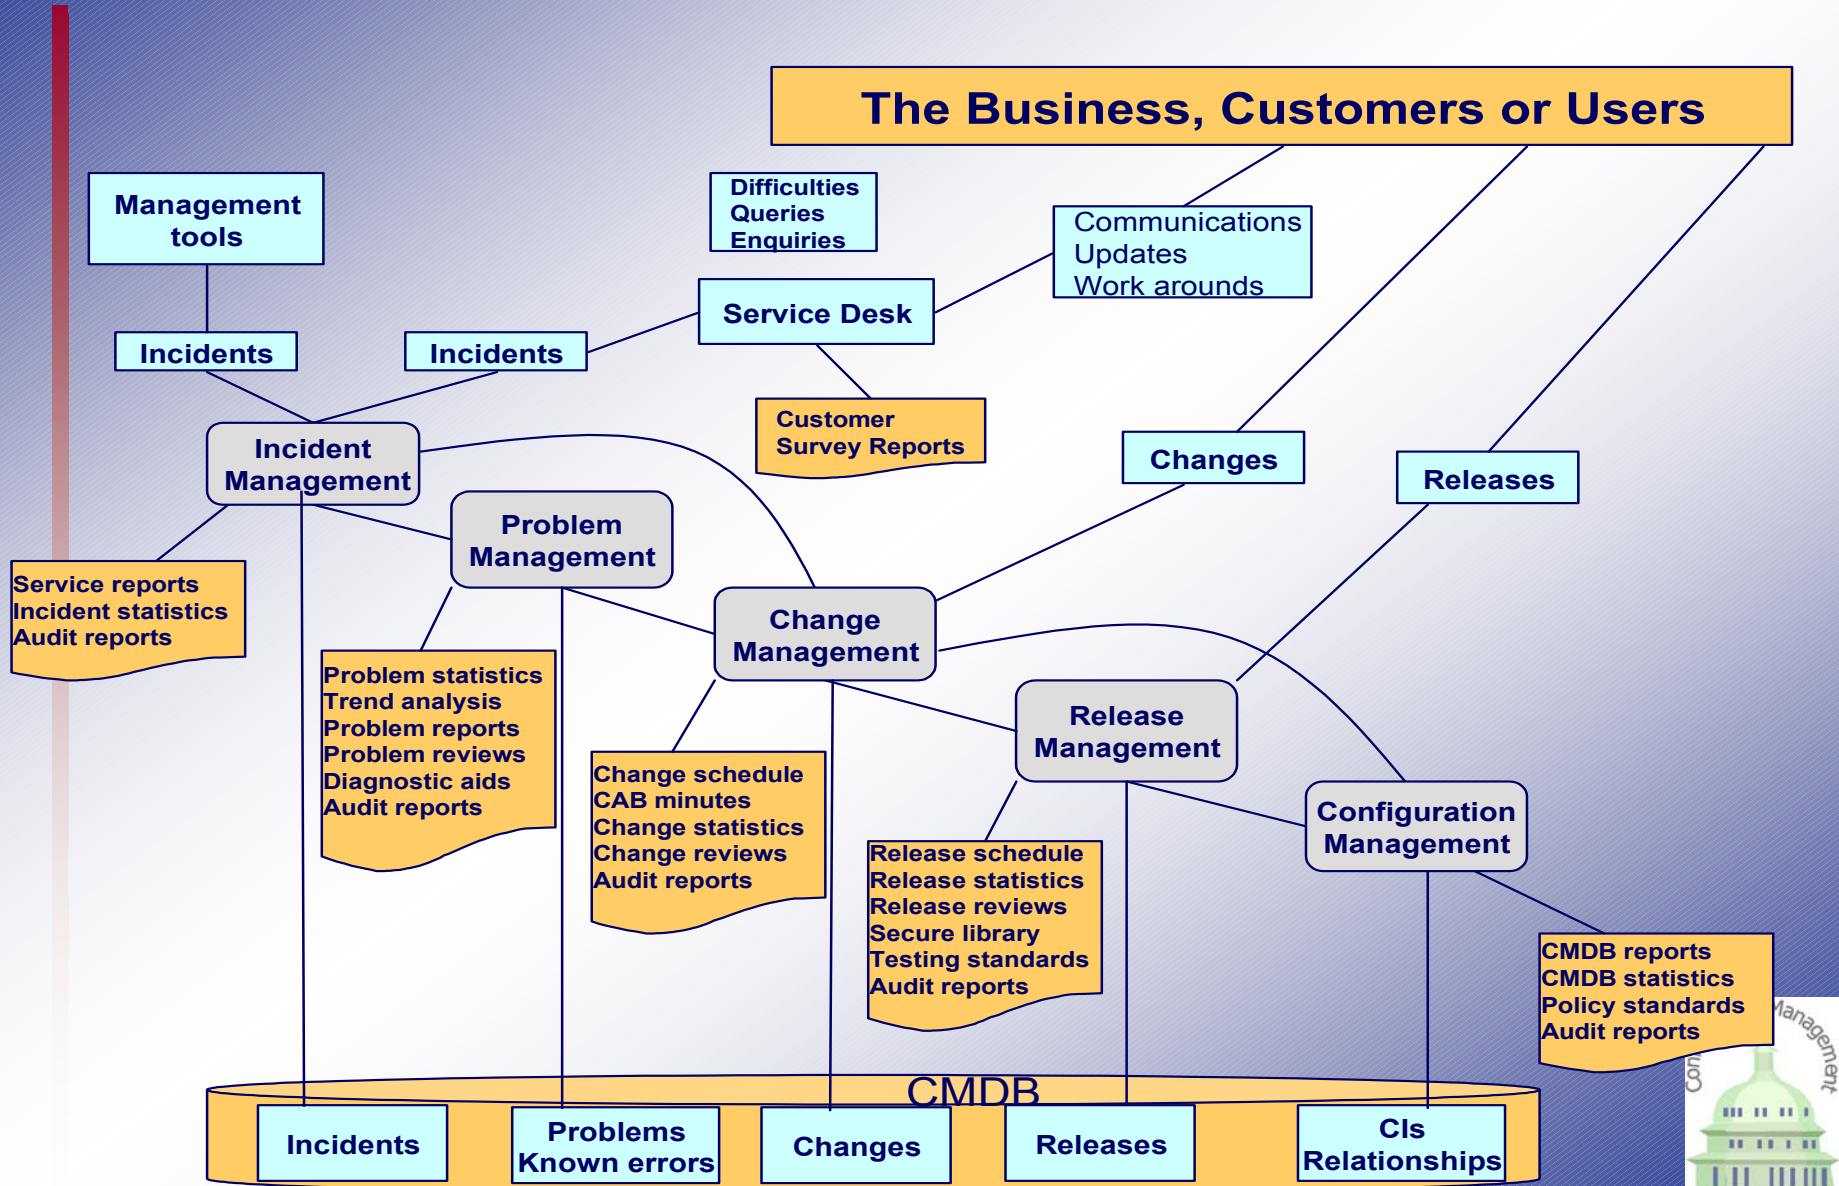 The Business, Customers or Users
Management
tools
Difficulties
Queries
Enquiries
Communications
Updates
Work arounds
Service Desk
Incidents
Incidents
Customer
Survey Reports
Changes
Releases
Incident
Management
Problem
Management
Service reports
Incident statistics
Audit reports
Change
Management
Problem statistics
Trend analysis
Problem reports
Problem reviews
Diagnostic aids
Audit reports
Release
Management
Change schedule
CAB minutes
Change statistics
Change reviews
Audit reports
Configuration
Management
Release schedule
Release statistics
Release reviews
Secure library
Testing standards
Audit reports
CMDB reports
CMDB statistics
Policy standards
Audit reports
Management
CMDB
Incidents
Problems
Known errors
Changes
Releases
CIs
Relationships